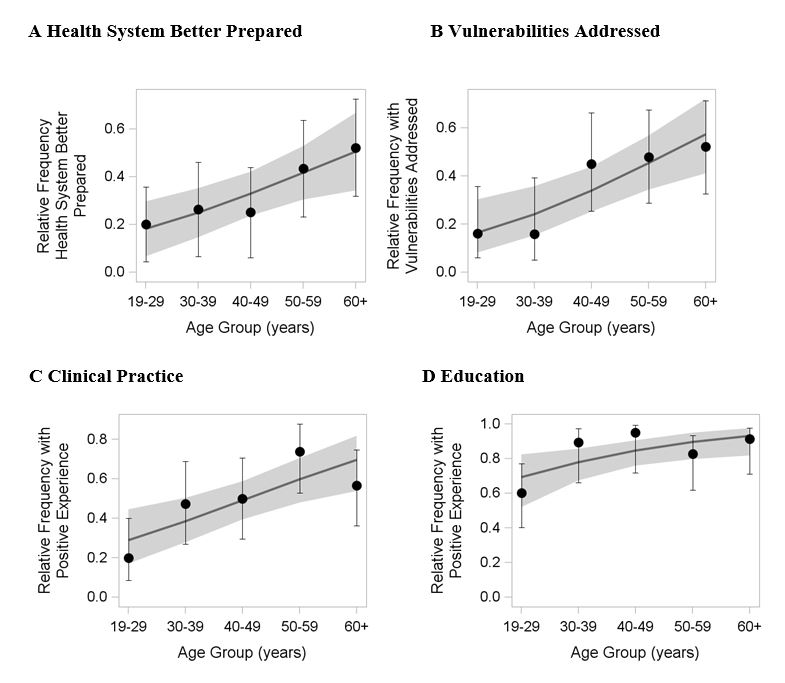 A Health System Better Prepared
B Vulnerabilities Addressed
Relative Frequency
Health System Better
Prepared
0.6
0.4
0.2
0.0
19-29 30-39 40-49 50-59 60+
Age Group (years)
Relative Frequency with
Vulnerabilities Addressed
0.6
0.4
0.2
0.0
19-29 30-39 40-49 50-59 60+
Age Group (years)
C Clinical Practice
D Education
Relative Frequency with
Positive Experience
0.8
0.6
0.4
0.2
0.0
19-29 30-39 40-49 50-59 60+
Age Group (years)
Relative Frequency with
Positive Experience
1.0
0.8
0.6
0.4
0.2
0.0
19-29 30-39 40-49 50-59 60+
Age Group (years)